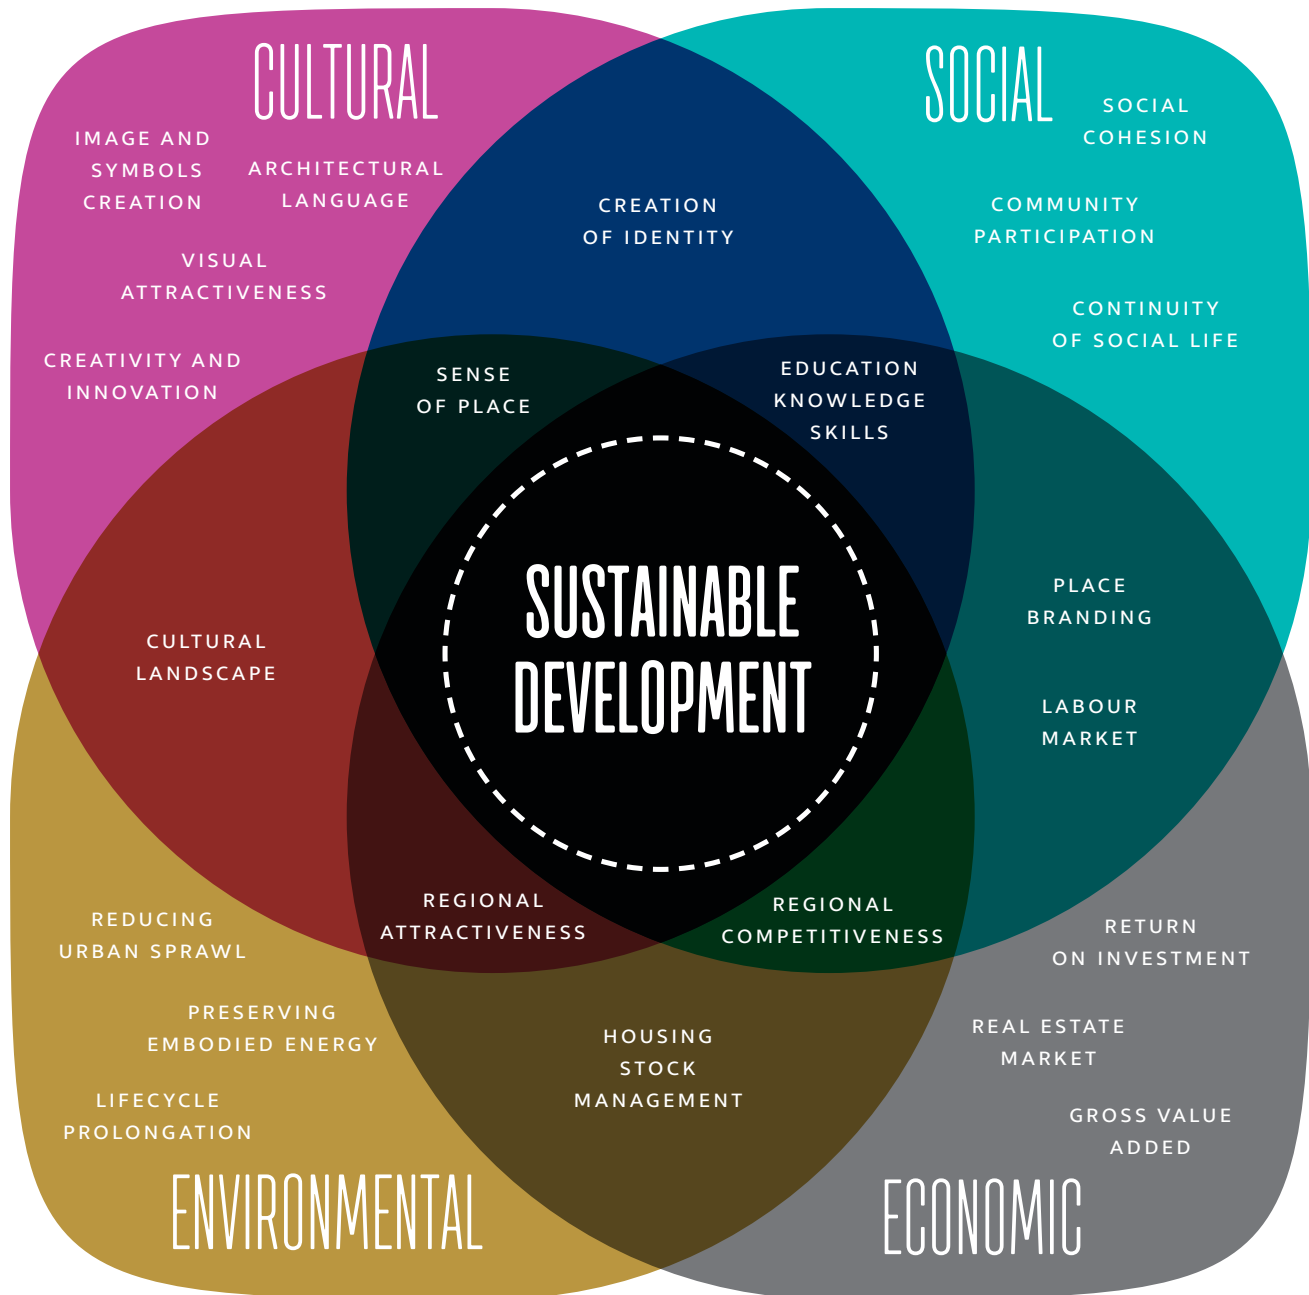 CULTURAL
IMAGE AND
SYMBOLS
CREATION
ARCHITECTURAL
LANGUAGE
VISUAL
ATTRACTIVENESS
CREATIVITY AND
INNOVATION
CREATION
OF IDENTITY
SOCIAL
SOCIAL
COHESION
COMMUNITY
PARTICIPATION
CONTINUITY
OF SOCIAL LIFE
SENSE
OF PLACE
EDUCATION
KNOWLEDGE
SKILLS
CULTURAL
LANDSCAPE
SUSTAINABLE
DEVELOPMENT
PLACE
BRANDING
LABOUR
MARKET
REGIONAL
ATTRACTIVENESS
REGIONAL
COMPETITIVENESS
REDUCING
URBAN SPRAWL
PRESERVING
EMBODIED ENERGY
LIFECYCLE
PROLONGATION
ENVIRONMENTAL
HOUSING
STOCK
MANAGEMENT
RETURN
ON INVESTMENT
REAL ESTATE
MARKET
GROSS VALUE
ADDED
ECONOMIC